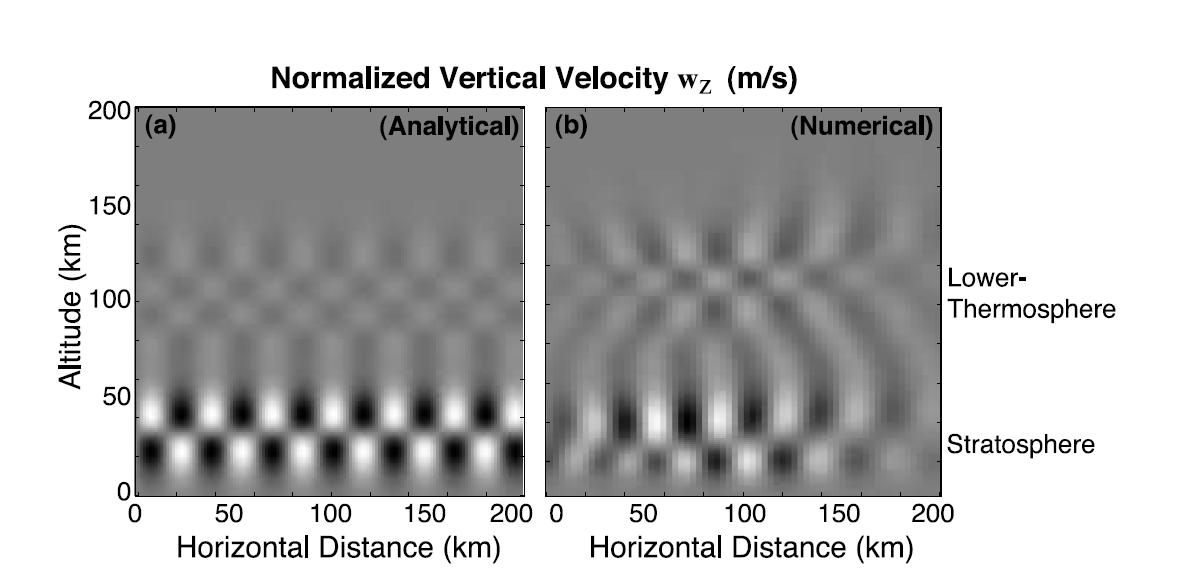 Normalized Vertical Velocity wZ (m/s)
(a) (Analytical)
(b) (Numerical)
200
150
100
50
0
Altitude (km)
0 50 100 150 200
0 50 100 150 200
Horizontal Distance (km)
Horizontal Distance (km)
Lower-
Thermosphere
Stratosphere